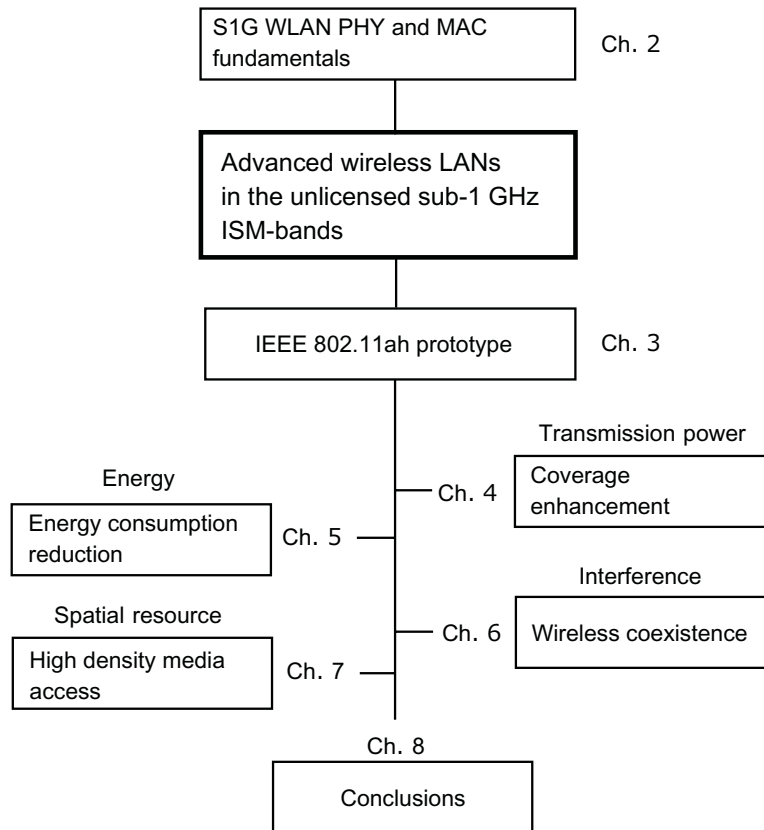 S1G WLAN PHY and MAC
fundamentals
Ch. 2
Advanced wireless LANs
in the unlicensed sub-1 GHz
ISM-bands
IEEE 802.11ah prototype
Ch. 3
Transmission power
Ch. 4
Coverage
enhancement
Energy
Energy consumption
reduction
Ch. 5
Interference
Ch. 6
Wireless coexistence
Spatial resource
High density media
access
Ch. 7
Ch. 8
Conclusions